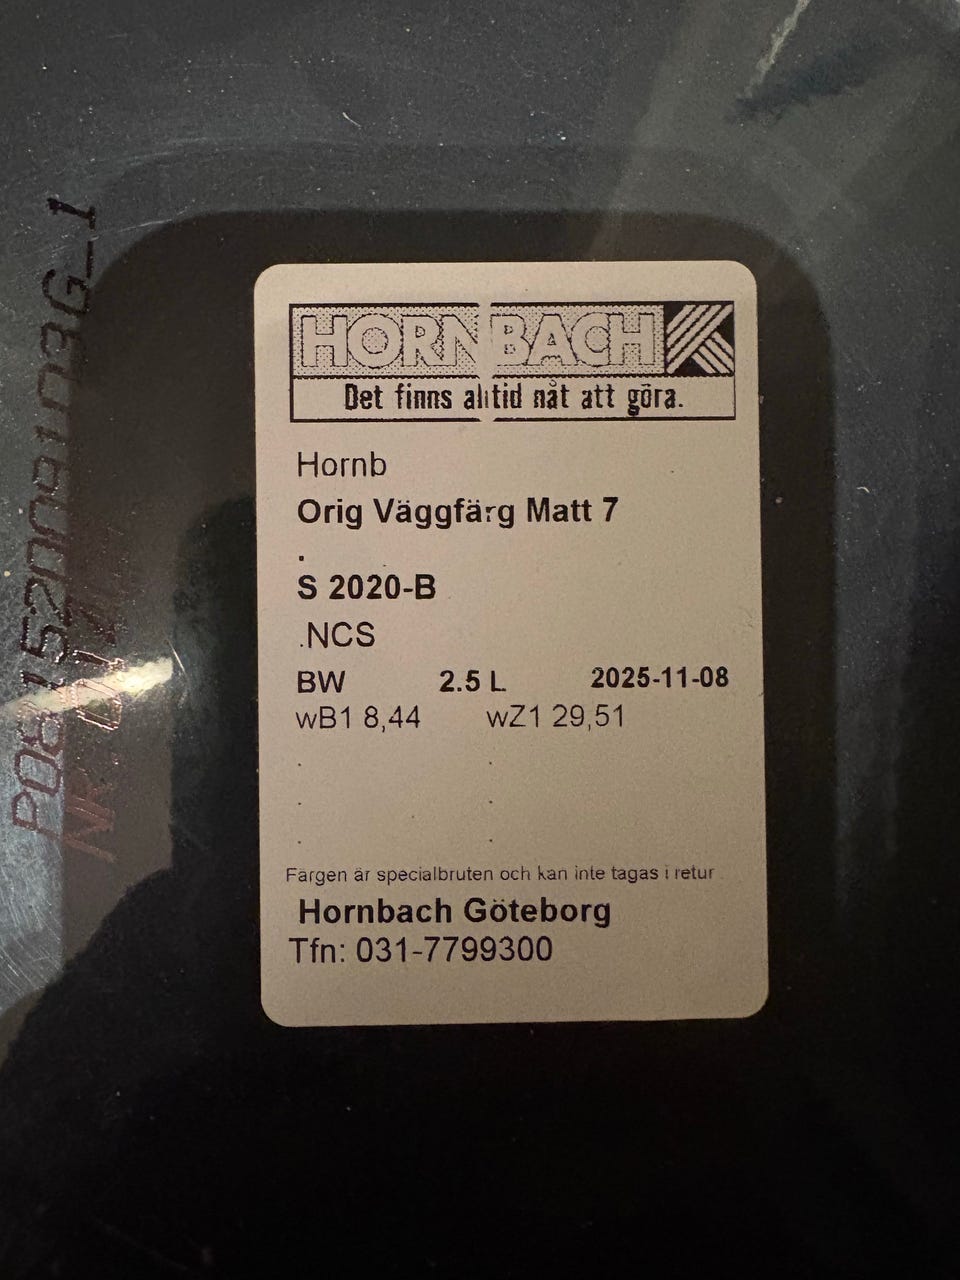 HORNBACH
Det finns alltid nåt att göra.
Hornb
Orig Väggfärg Matt 7
.
S 2020-B
.NCS
BW 2.5 L 2025-11-08
wB1 8,44 wZ1 29,51
. .
. .
. .
Färgen är specialbruten och kan inte tagas i retur
Hornbach Göteborg
Tfn: 031-7799300